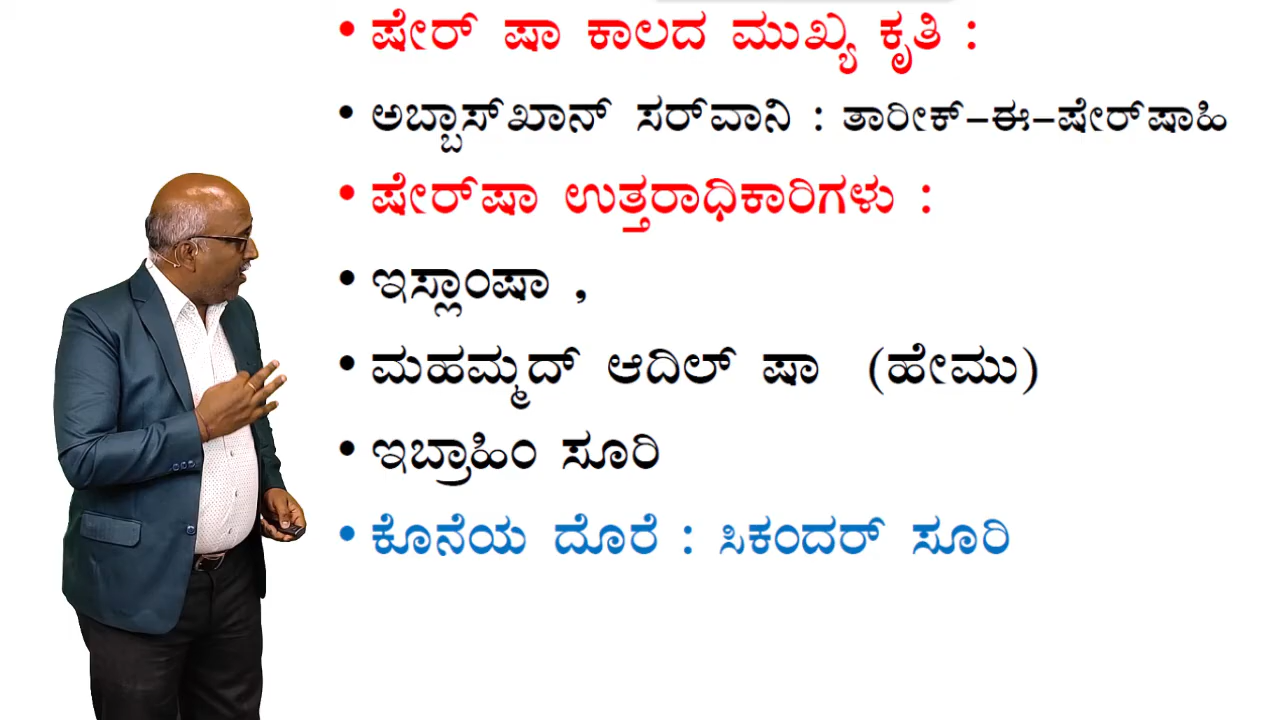 • ಷೇರ್ ಷಾ ಕಾಲದ ಮುಖ್ಯ ಕೃತಿ :
• ಅಬ್ಬಾಸ್‌ಖಾನ್ ಸರ್‌ವಾನಿ : ತಾರೀಕ್-ಈ-ಷೇರ್‌ಷಾಹಿ
• ಷೇರ್‌ಷಾ ಉತ್ತರಾಧಿಕಾರಿಗಳು :
• ಇಸ್ಲಾಂಷಾ ,
• ಮಹಮ್ಮದ್ ಆದಿಲ್ ಷಾ (ಹೇಮು)
• ಇಬ್ರಾಹಿಂ ಸೂರಿ
• ಕೊನೆಯ ದೊರೆ : ಸಿಕಂದರ್ ಸೂರಿ